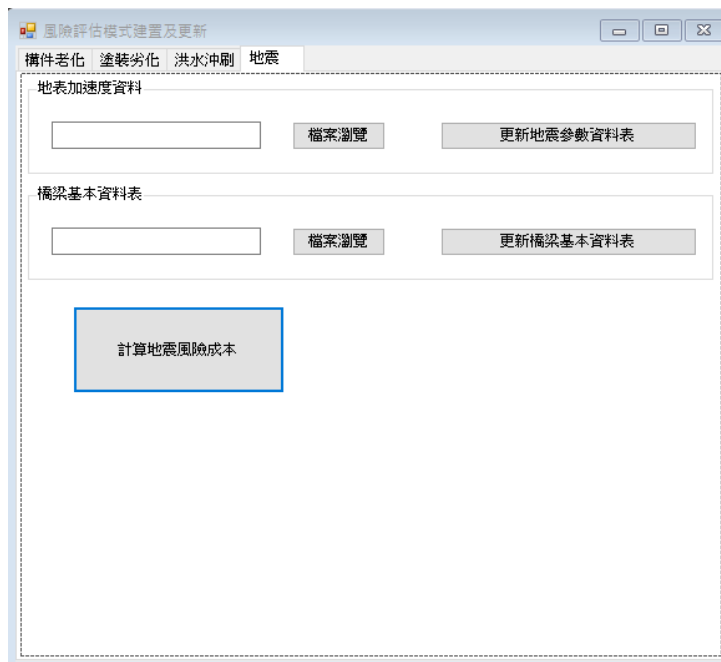 風險評估模式建置及更新
構件老化 塗裝劣化 洪水沖刷 地震
地表加速度資料
檔案瀏覽 更新地震參數資料表
橋梁基本資料表
檔案瀏覽 更新橋梁基本資料表
計算地震風險成本